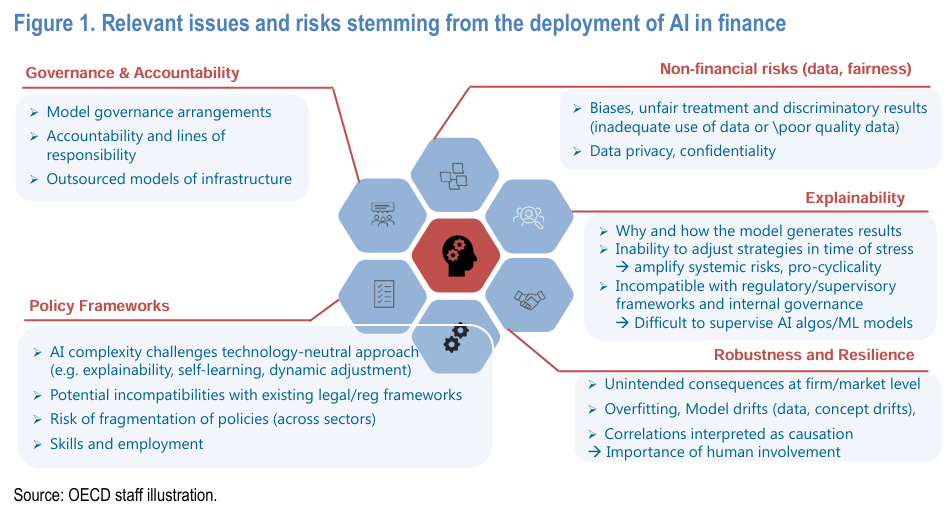 Figure 1. Relevant issues and risks stemming from the deployment of AI in finance
Governance & Accountability
➢ Model governance arrangements
➢ Accountability and lines of
responsibility
➢ Outsourced models of infrastructure
Non-financial risks (data, fairness)
➢ Biases, unfair treatment and discriminatory results
(inadequate use of data or \poor quality data)
➢ Data privacy, confidentiality
Explainability
➢ Why and how the model generates results
➢ Inability to adjust strategies in time of stress
→ amplify systemic risks, pro-cyclicality
➢ Incompatible with regulatory/supervisory
frameworks and internal governance
→ Difficult to supervise AI algos/ML models
Policy Frameworks
➢ AI complexity challenges technology-neutral approach
(e.g. explainability, self-learning, dynamic adjustment)
➢ Potential incompatibilities with existing legal/reg frameworks
➢ Risk of fragmentation of policies (across sectors)
➢ Skills and employment
Robustness and Resilience
➢ Unintended consequences at firm/market level
➢ Overfitting, Model drifts (data, concept drifts),
➢ Correlations interpreted as causation
→ Importance of human involvement
Source: OECD staff illustration.